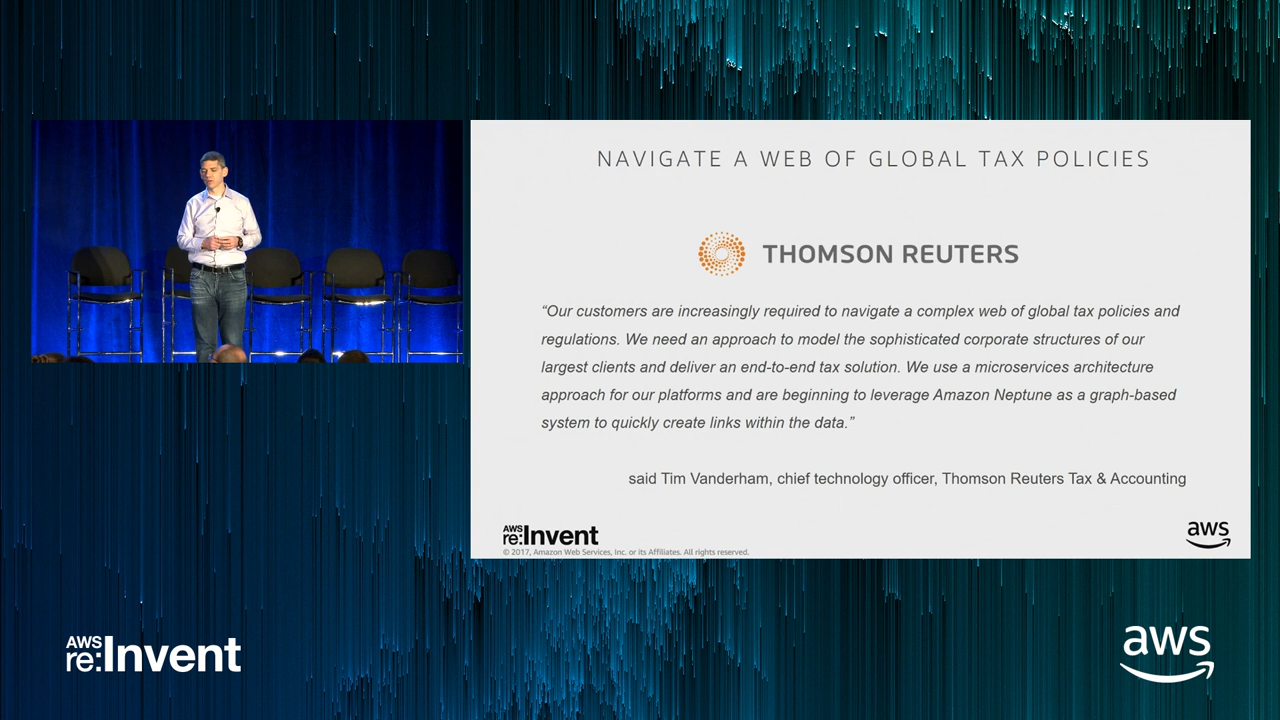 NAVIGATE A WEB OF GLOBAL TAX POLICIES
THOMSON REUTERS
“Our customers are increasingly required to navigate a complex web of global tax policies and
regulations. We need an approach to model the sophisticated corporate structures of our
largest clients and deliver an end-to-end tax solution. We use a microservices architecture
approach for our platforms and are beginning to leverage Amazon Neptune as a graph-based
system to quickly create links within the data.”
said Tim Vanderham, chief technology officer, Thomson Reuters Tax & Accounting
AWS
re:Invent
© 2017, Amazon Web Services, Inc. or its Affiliates. All rights reserved.
aws
AWS
re:Invent
aws